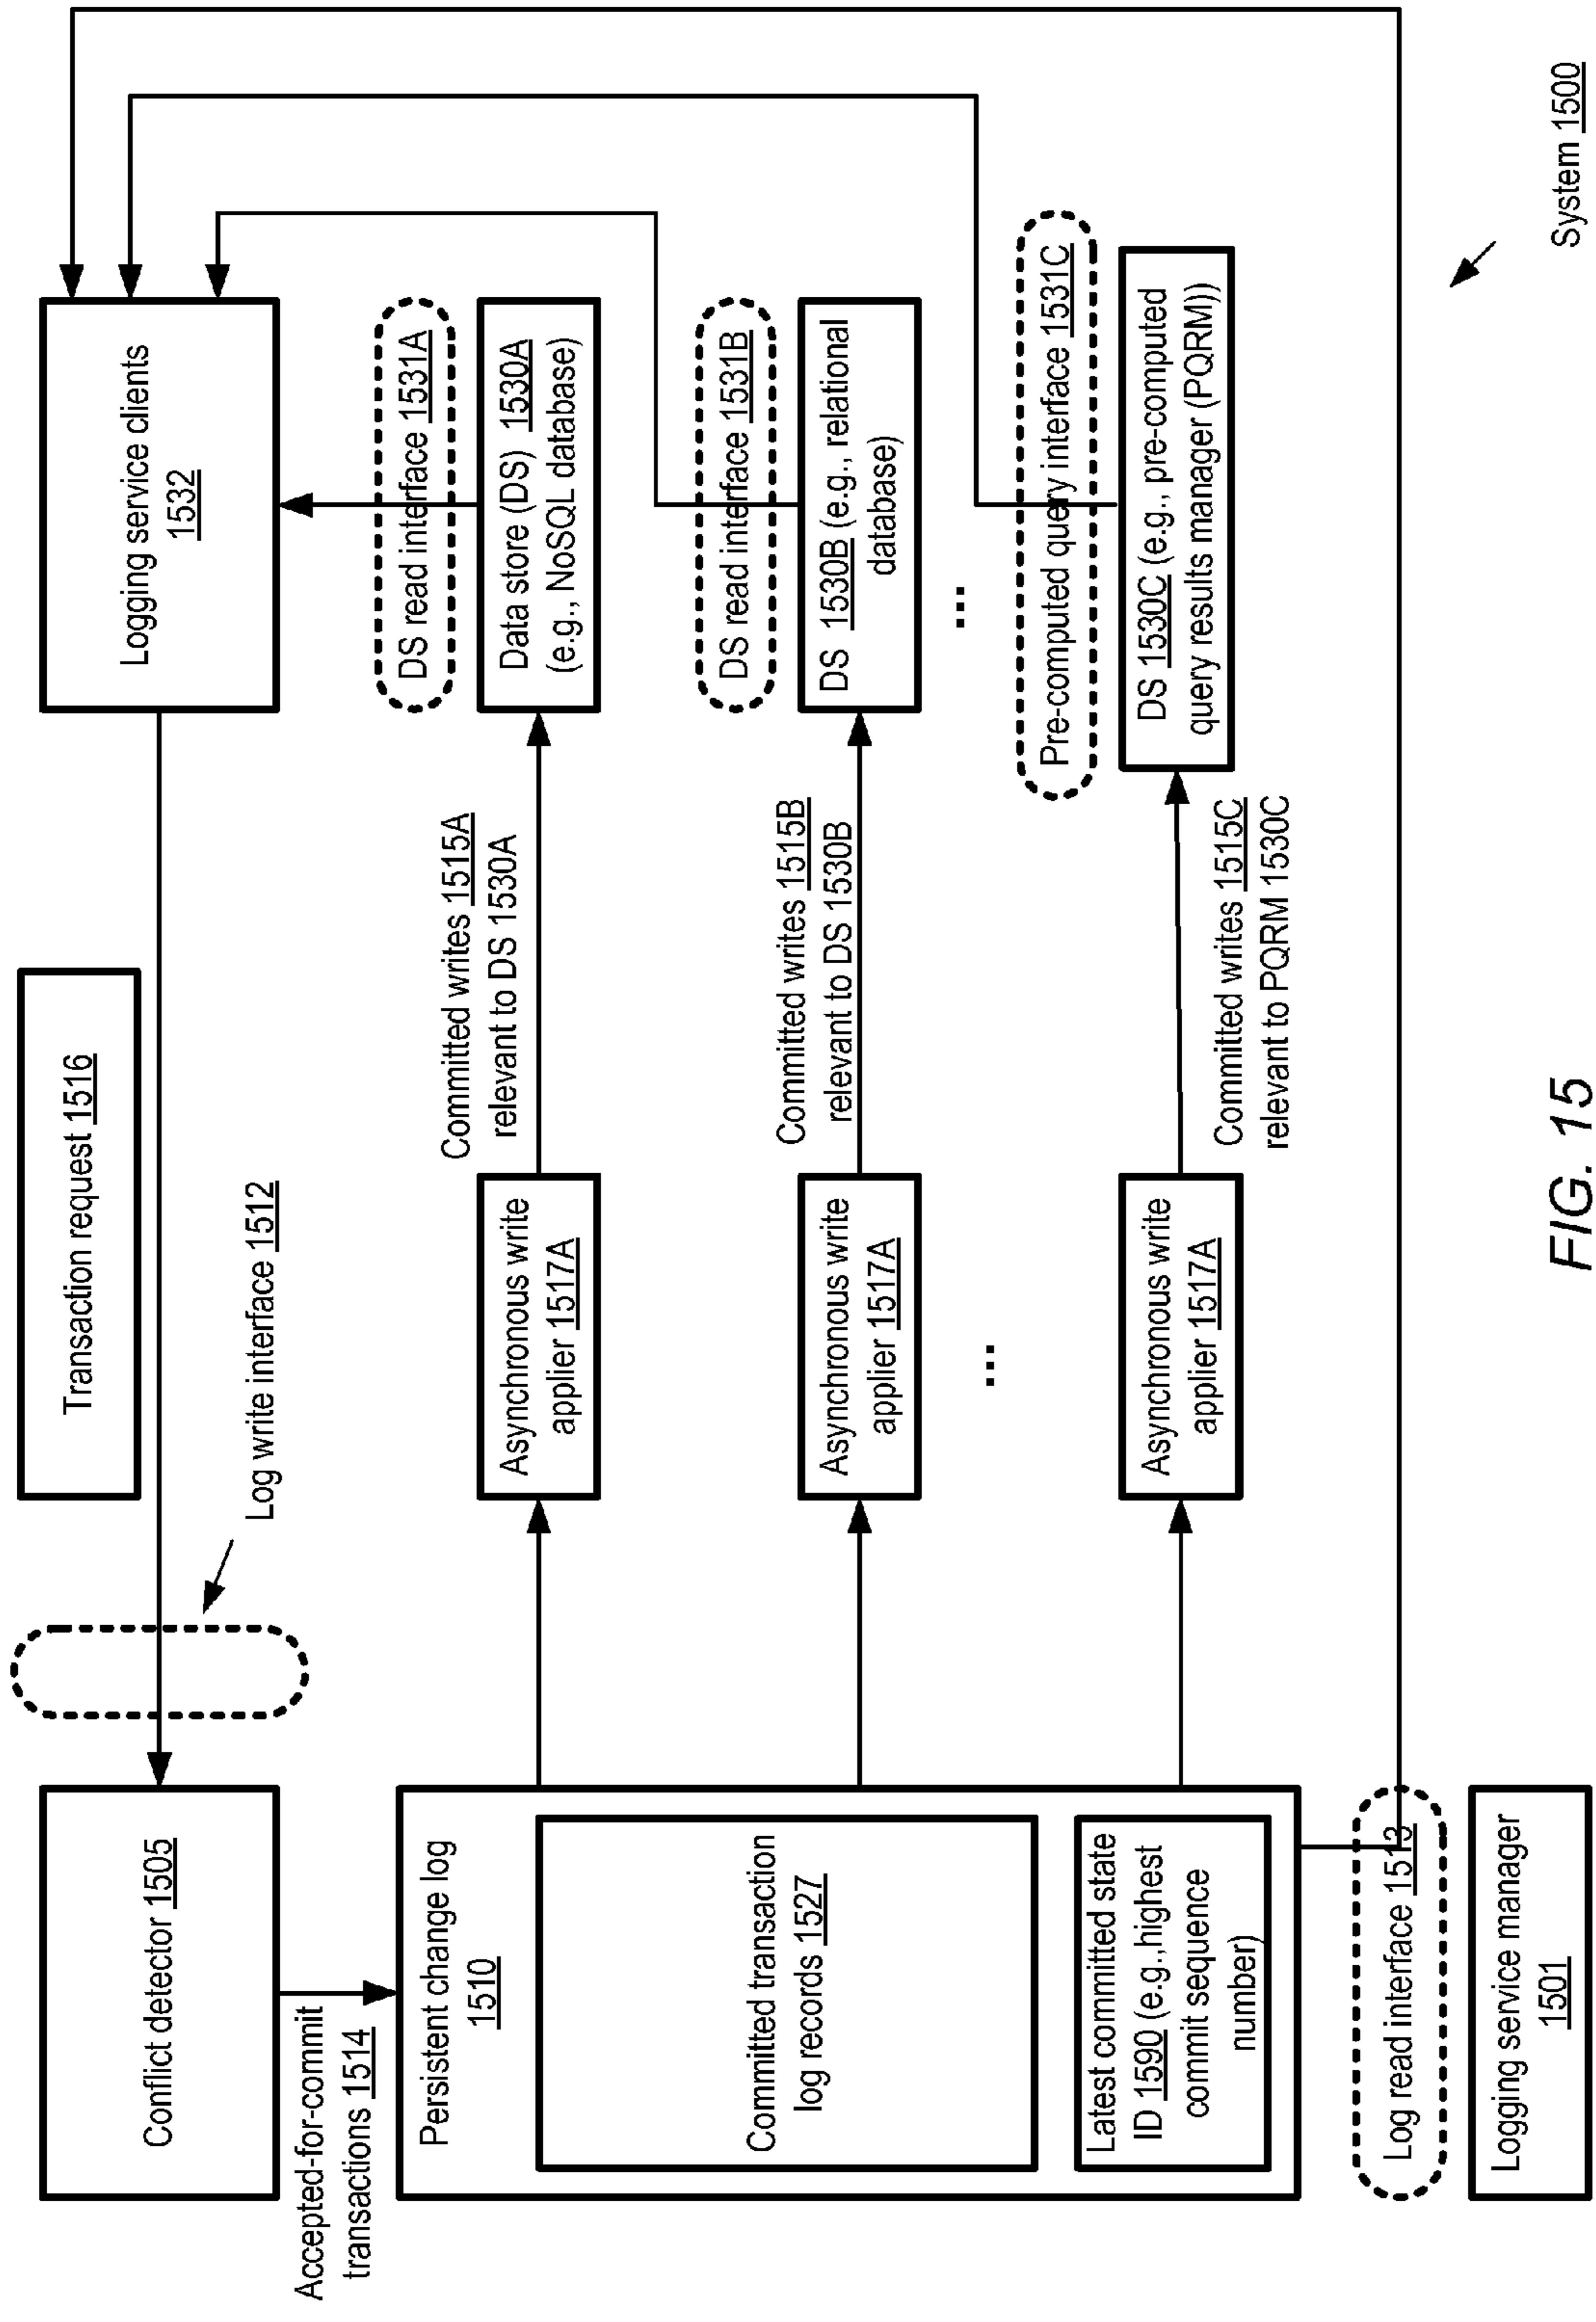 Conflict detector 1505
Log write interface 1512
Transaction request 1516
Logging service clients
1532
Accepted-for-commit
transactions 1514
Persistent change log
1510
Committed transaction
log records 1527
Latest committed state
ID 1590 (e.g.,highest
commit sequence
number)
Asynchronous write
applier 1517A
Committed writes 1515A
relevant to DS 1530A
DS read interface 1531A
Data store (DS) 1530A
(e.g., NoSQL database)
Asynchronous write
applier 1517A
Committed writes 1515B
relevant to DS 1530B
DS read interface 1531B
DS 1530B (e.g., relational
database)
...
...
Asynchronous write
applier 1517A
Committed writes 1515C
relevant to PQRM 1530C
Pre-computed query interface 1531C
DS 1530C (e.g., pre-computed
query results manager (PQRM))
Log read interface 1513
Logging service manager
1501
System 1500
FIG. 15